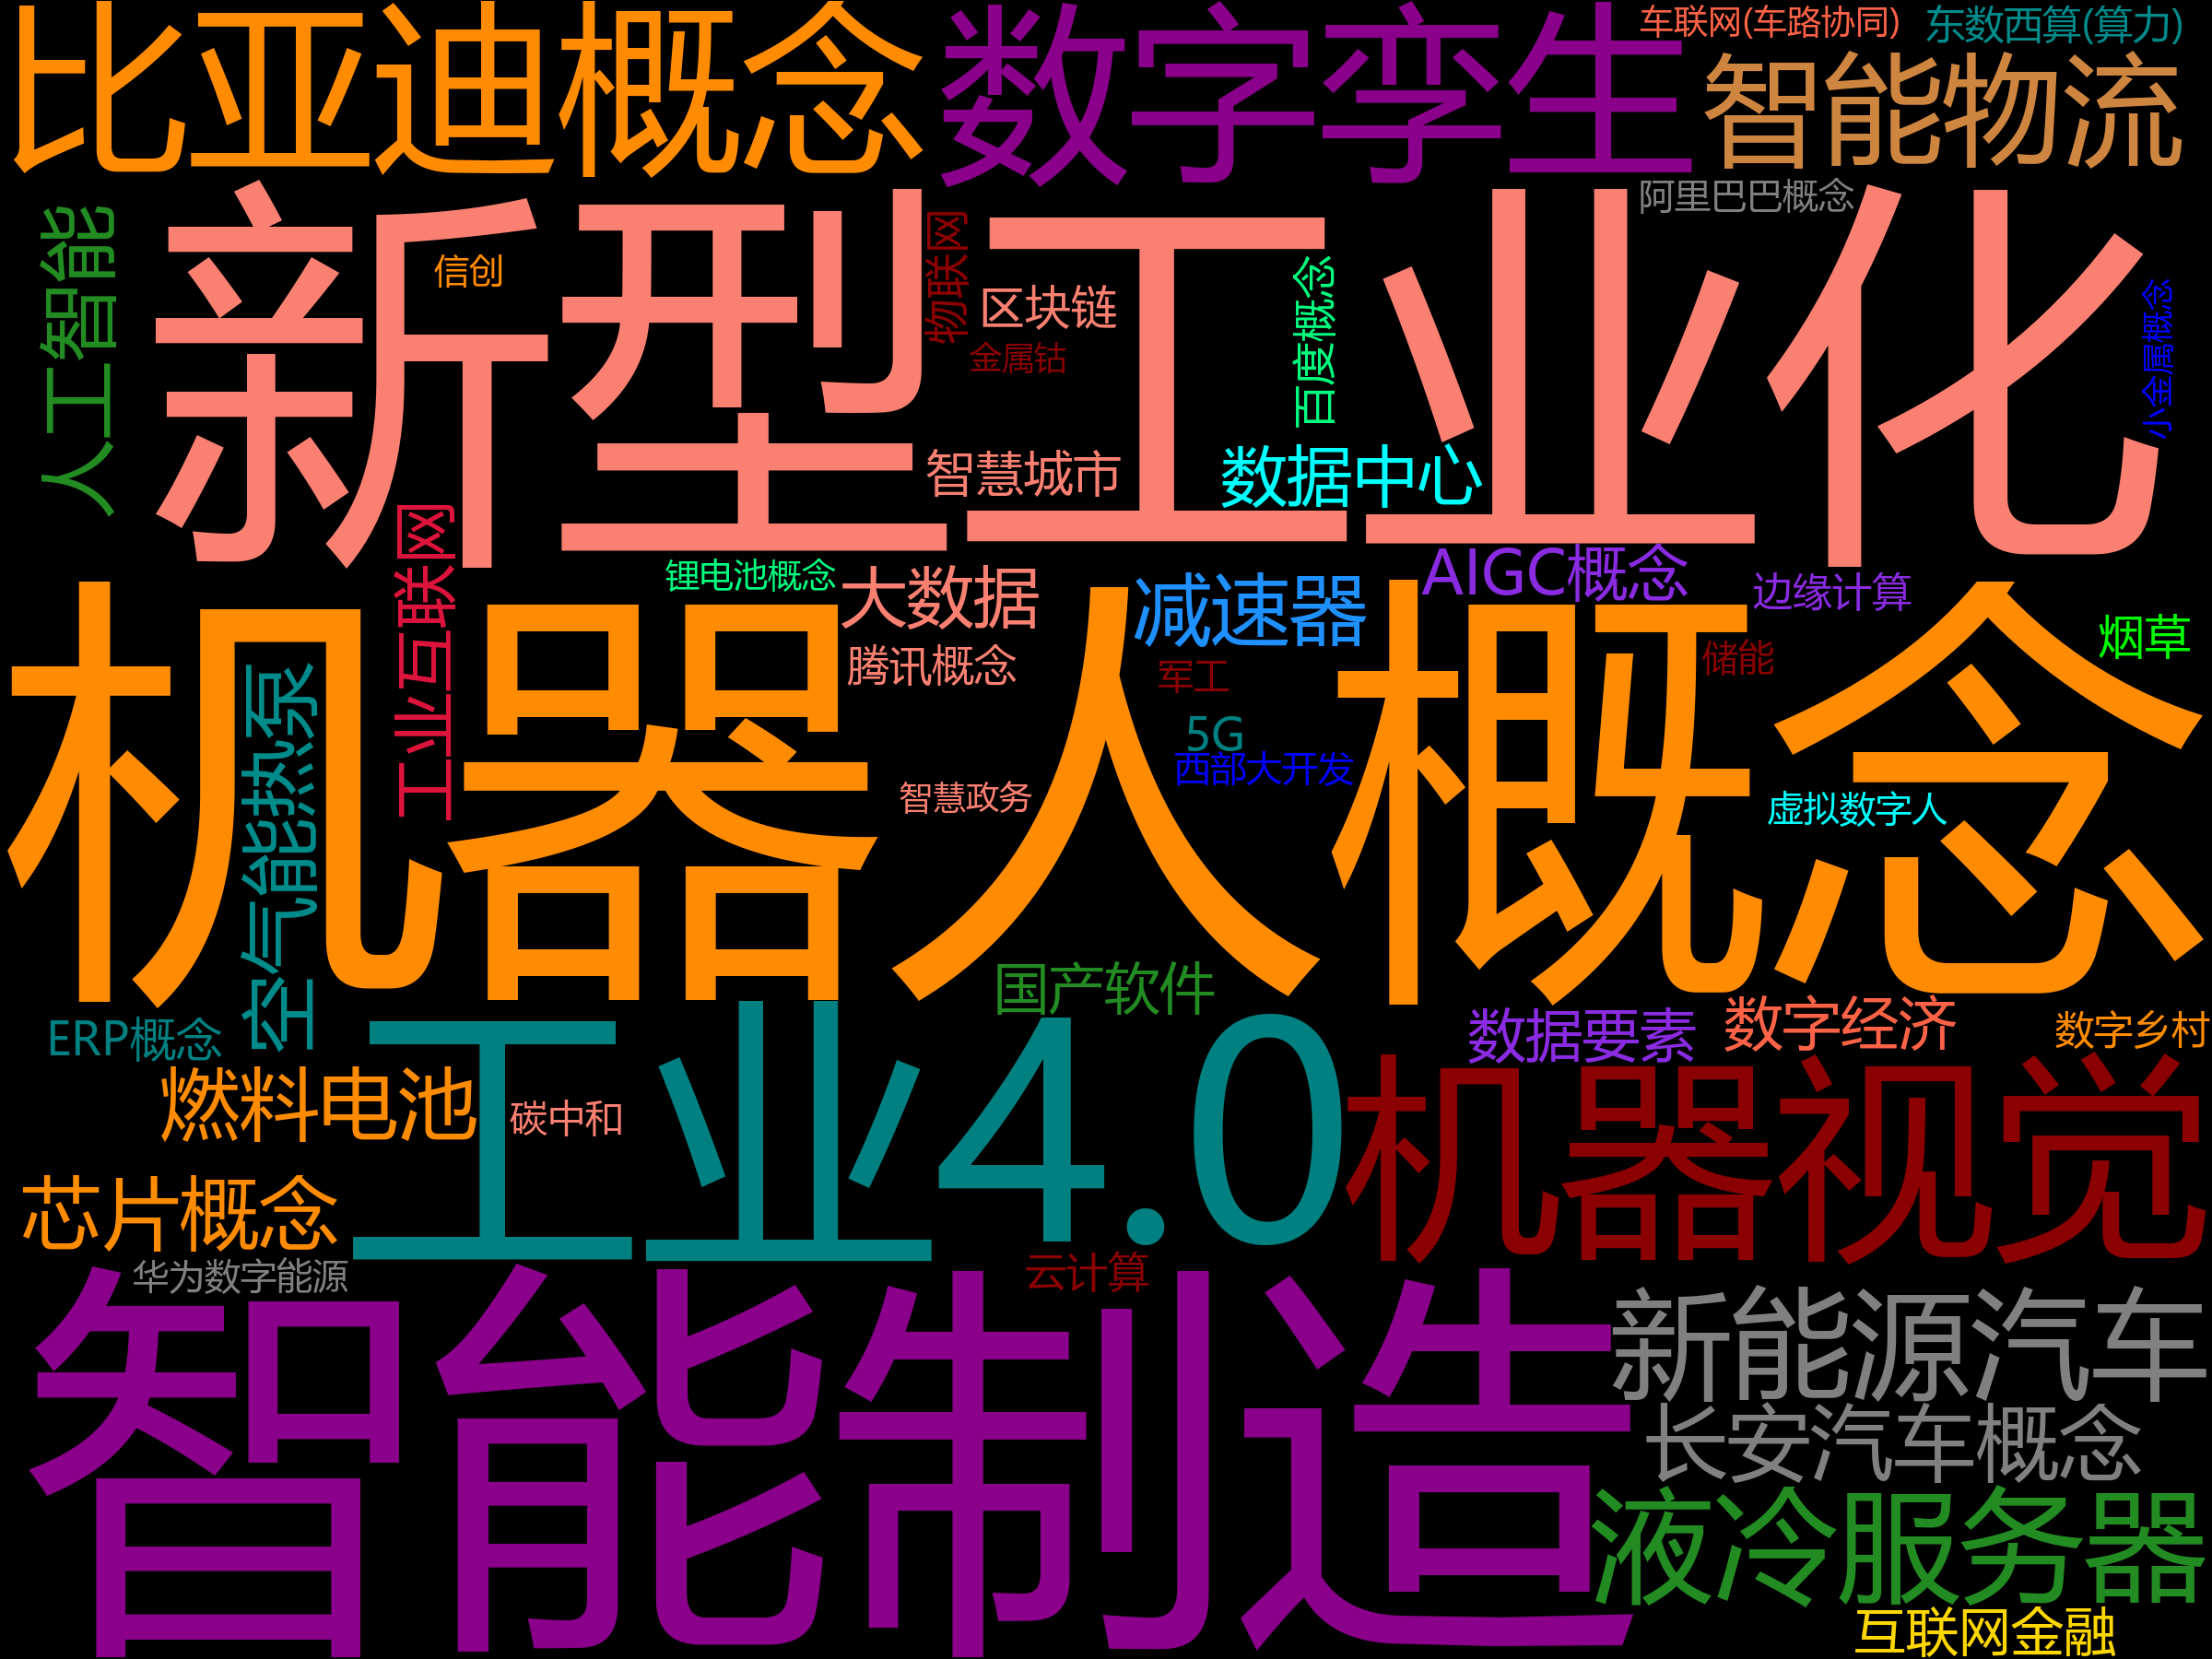 比亚迪概念
数字孪生
车联网(车路协同)
东数西算(算力)
智能物流
阿里巴巴概念
人工智能
新型工业化
信创
物联网
区块链
金属钴
百度概念
小金属概念
智慧城市
数据中心
工业互联网
锂电池概念
大数据
减速器
AIGC概念
边缘计算
烟草
腾讯概念
军工
储能
机器人概念
5G
西部大开发
智慧政务
虚拟数字人
空气能热泵
国产软件
ERP概念
数据要素
数字经济
数字乡村
燃料电池
碳中和
工业4.0
机器视觉
芯片概念
华为数字能源
云计算
智能制造
新能源汽车
长安汽车概念
液冷服务器
互联网金融